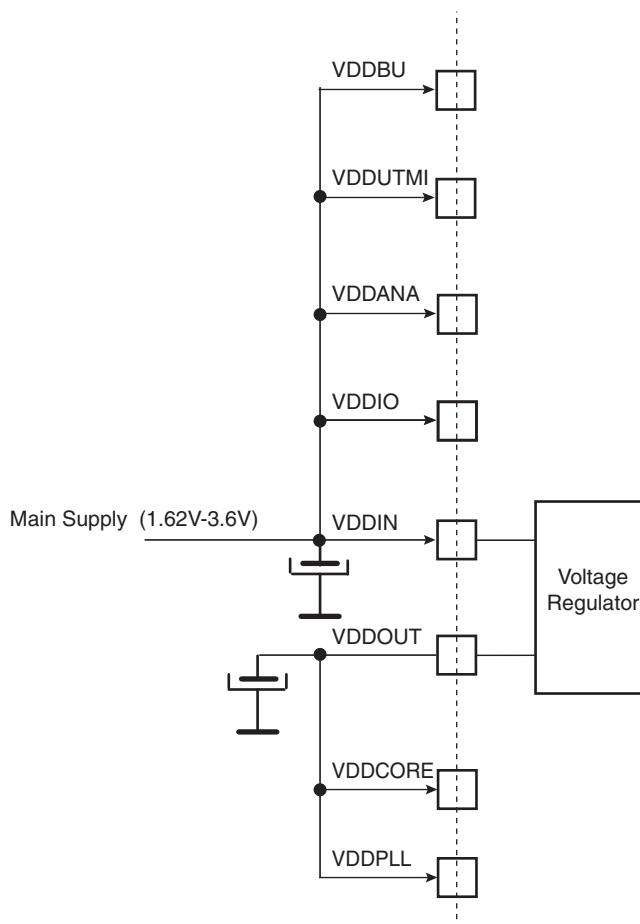 VDDBU
VDDUTMI
VDDANA
VDDIO
Main Supply (1.62V-3.6V)
VDDIN
Voltage
Regulator
VDDOUT
VDDCORE
VDDPLL